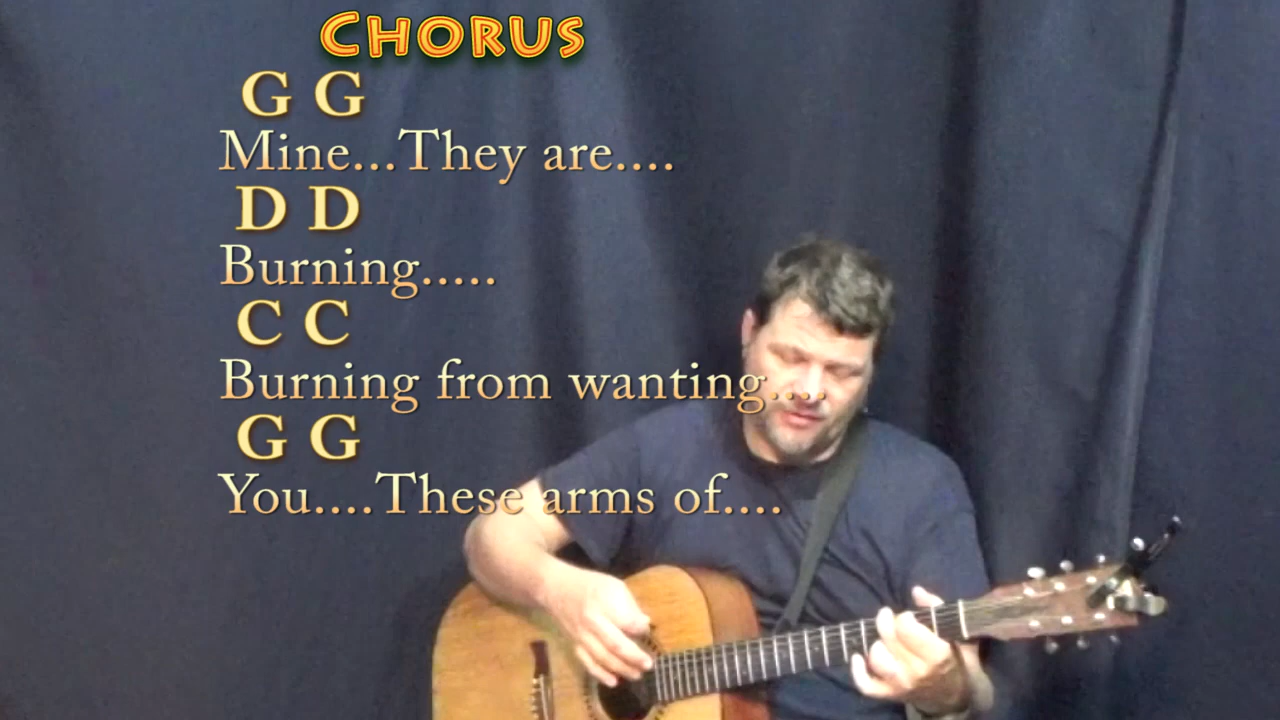 CHORUS
G G
Mine...They are....
D D
Burning.....
C C
Burning from wanting....
G G
You....These arms of....